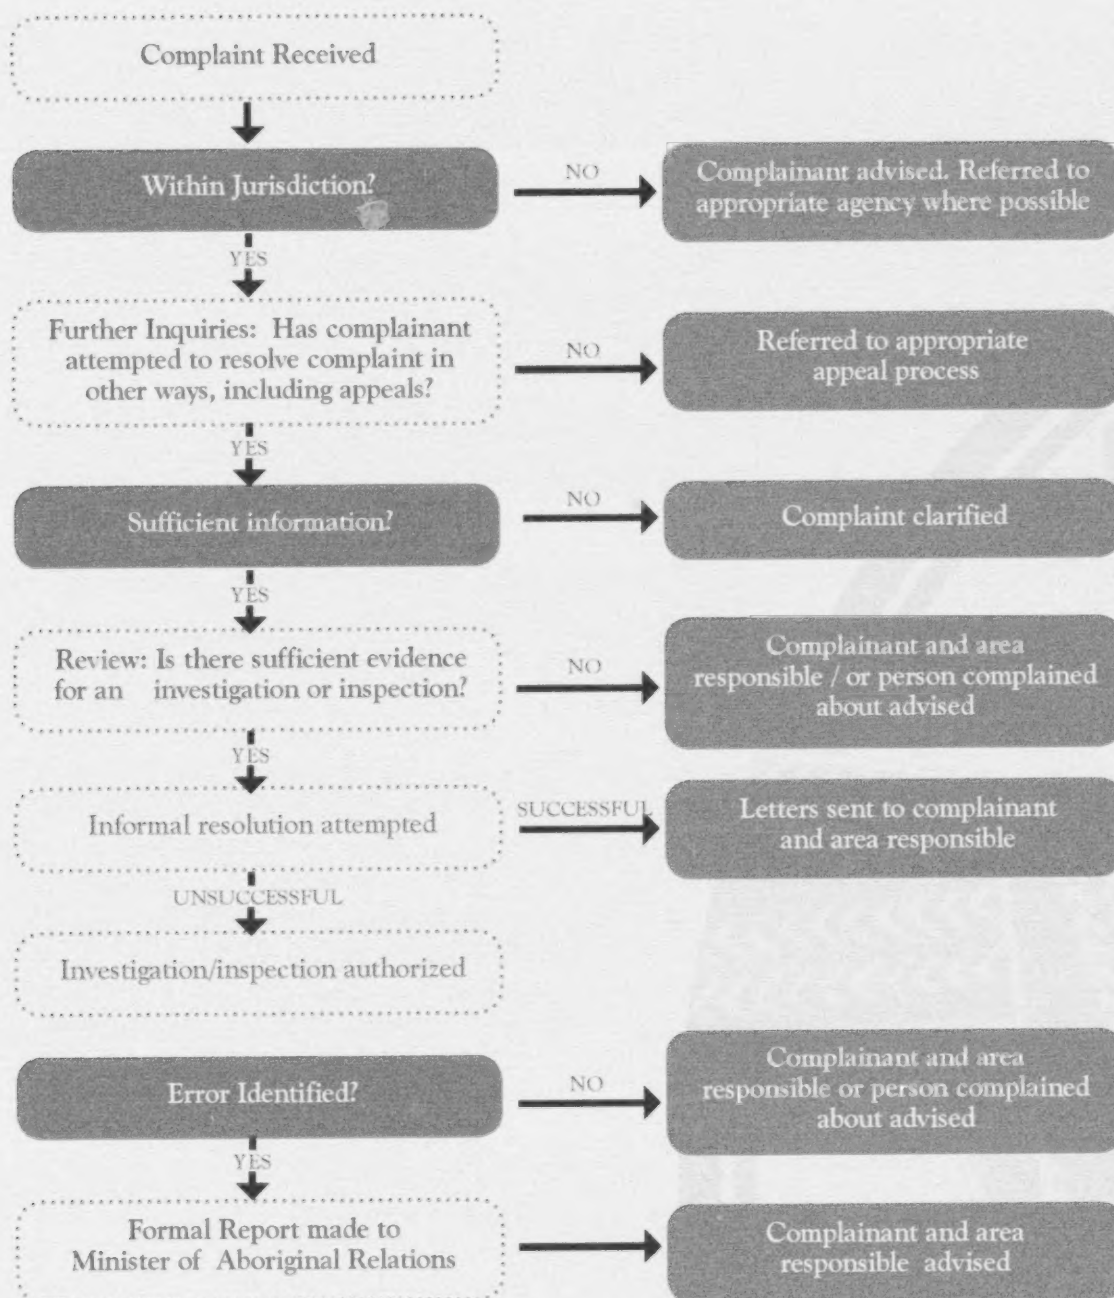 Complaint Received
Within Jurisdiction?
NO
Complainant advised. Referred to
appropriate agency where possible
YES
Further Inquiries: Has complainant
attempted to resolve complaint in
other ways, including appeals?
NO
Referred to appropriate
appeal process
YES
Sufficient information?
NO
Complaint clarified
YES
Review: Is there sufficient evidence
for an investigation or inspection?
NO
Complainant and area
responsible / or person complained
about advised
YES
Informal resolution attempted
SUCCESSFUL
Letters sent to complainant
and area responsible
UNSUCCESSFUL
Investigation/inspection authorized
Error Identified?
NO
Complainant and area
responsible or person complained
about advised
YES
Formal Report made to
Minister of Aboriginal Relations
Complainant and area
responsible advised